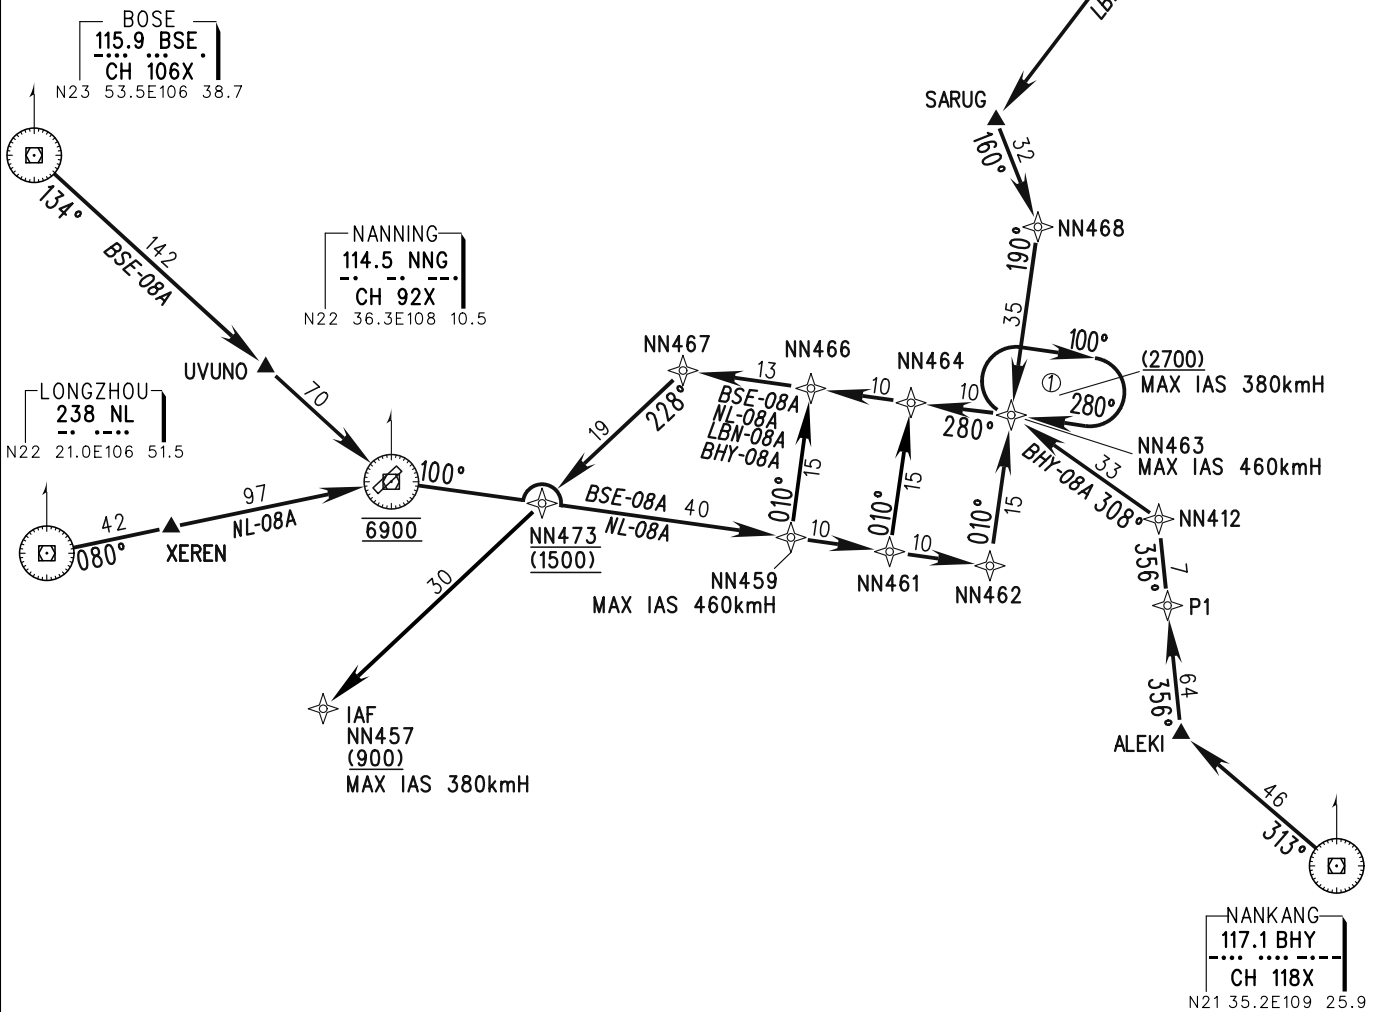 BOSE
115.9 BSE
CH 106X
N23 53.5E106 38.7
134°
142
BSE-08A
UVUNO
70
NANNING
114.5 NNG
CH 92X
N22 36.3E108 10.5
LONGZHOU
238 NL
N22 21.0E106 51.5
42
080°
XEREN
97
NL-08A
6900
100°
NN473
(1500)
BSE-08A
NL-08A
40
30
IAF
NN457
(900)
MAX IAS 380kmH
NN467
228°
19
13
BSE-08A
NL-08A
LBN-08A
BHY-08A
NN466
10
NN464
10
280°
NN459
MAX IAS 460kmH
010°
15
10
NN461
010°
15
10
NN462
010°
15
SARUG
160°
32
NN468
190°
35
100°
1
280°
(2700)
MAX IAS 380kmH
NN463
MAX IAS 460kmH
33
BHY-08A 308°
NN412
356°
7
P1
64
356°
ALEKI
46
313°
NANKANG
117.1 BHY
CH 118X
N21 35.2E109 25.9